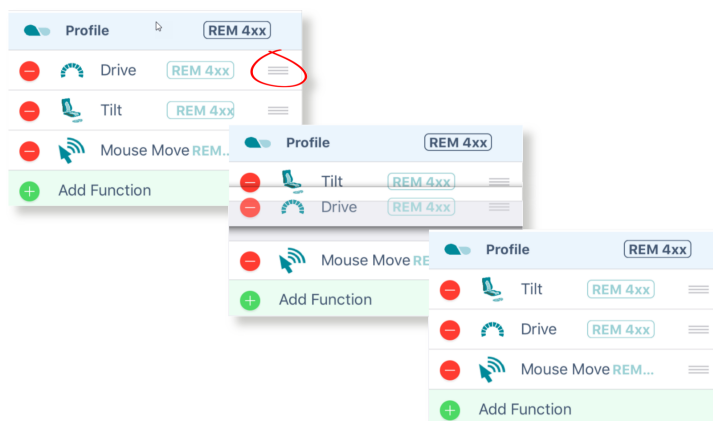 Profile REM 4xx
Drive REM 4xx
Tilt REM 4xx
Mouse Move REM...
Add Function
Profile REM 4xx
Tilt REM 4xx
Drive REM 4xx
Mouse Move RE
Add Function
Profile REM 4xx
Tilt REM 4xx
Drive REM 4xx
Mouse Move REM...
Add Function